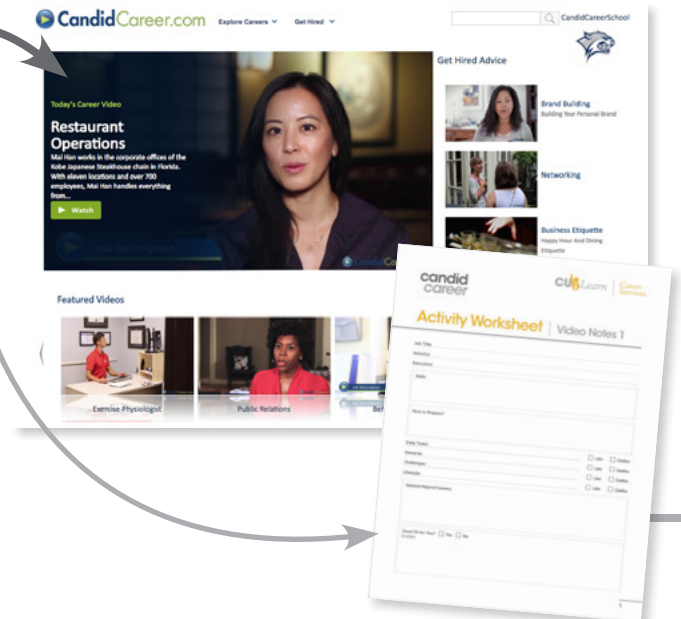 CandidCareer.com
Explore Careers
Get Hired
CandidCareerSchool
Today's Career Video
Restaurant
Operations
Mai Han works in the corporate offices of the
Kobe Japanese Steakhouse chain in Florida.
With eleven locations and over 700
employees, Mai Han handles everything
from...
Watch
Job Description
CandidCa
Get Hired Advice
Brand Building
Building Your Personal Brand
Networking
Business Etiquette
Happy Hour And Dining
Etiquette
Featured Videos
Exercise Physiologist
Public Relations
Beh
candid
career
Learn
Career
Services
Activity Worksheet | Video Notes 1
Job Title:
Industry:
Education:
Skills:
How to Prepare?
Daily Tasks:
Like
Dislike
Rewards:
Like
Dislike
Challenges:
Like
Dislike
Lifestyle:
Like
Dislike
Good Fit for You?
Yes
No
Explain: